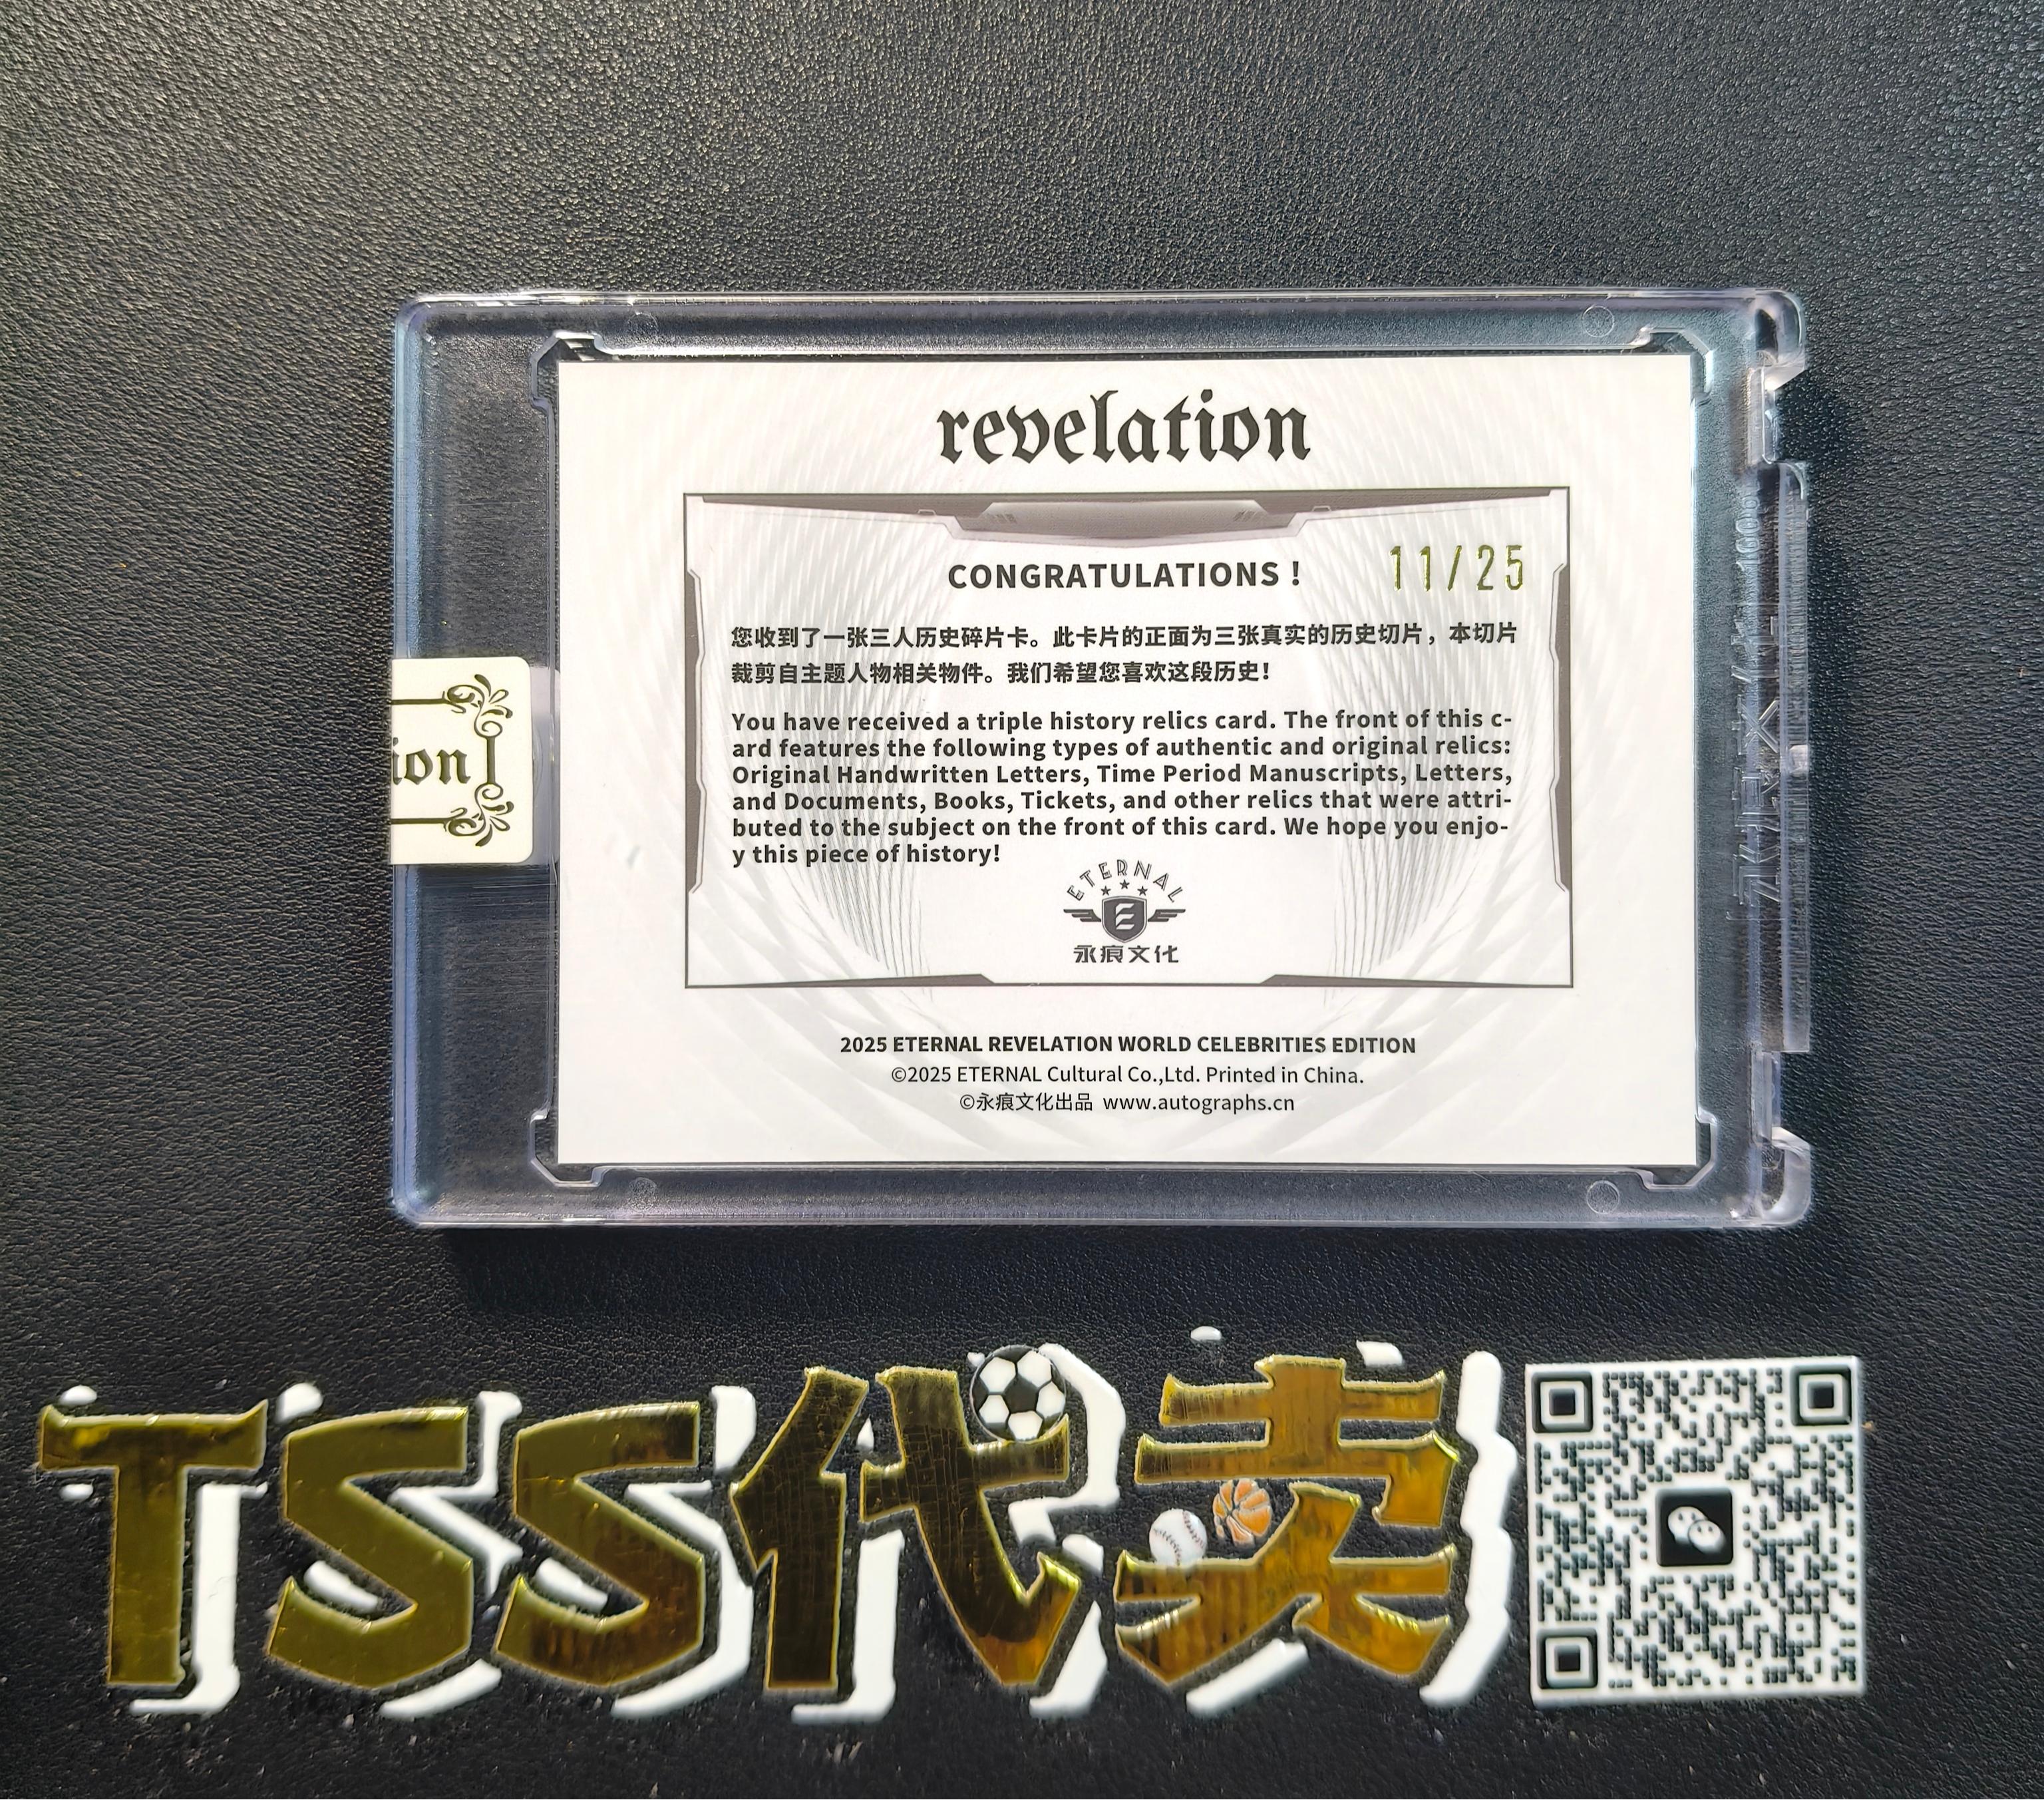 revelation
CONGRATULATIONS !
11/25
您收到了一张三人历史碎片卡。此卡片的正面为三张真实的历史切片，本切片
裁剪自主题人物相关物件。我们希望您喜欢这段历史！
You have received a triple history relics card. The front of this c-
ard features the following types of authentic and original relics:
Original Handwritten Letters, Time Period Manuscripts, Letters,
and Documents, Books, Tickets, and other relics that were attri-
buted to the subject on the front of this card. We hope you enjo-
y this piece of history!
ion
ETERNAL
永痕文化
2025 ETERNAL REVELATION WORLD CELEBRITIES EDITION
©2025 ETERNAL Cultural Co.,Ltd. Printed in China.
©永痕文化出品 www.autographs.cn
TSS代卖